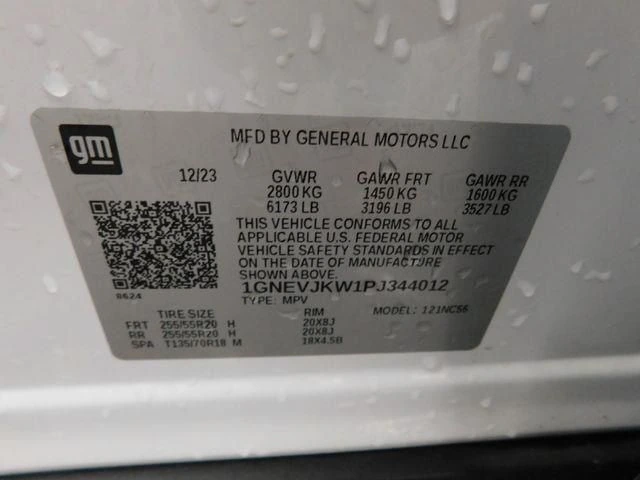 gm
MFD BY GENERAL MOTORS LLC
12/23 GVWR GAWR FRT GAWR RR
2800 KG 1450 KG 1600 KG
6173 LB 3196 LB 3527 LB
THIS VEHICLE CONFORMS TO ALL
APPLICABLE U.S. FEDERAL MOTOR
VEHICLE SAFETY STANDARDS IN EFFECT
ON THE DATE OF MANUFACTURE
SHOWN ABOVE.
8624
1GNEVJKW1PJ344012
TYPE: MPV MODEL: 121NC56
TIRE SIZE RIM
FRT 255/55R20 H 20X8J
RR 255/55R20 H 20X8J
SPA T135/70R18 M 18X4.5B